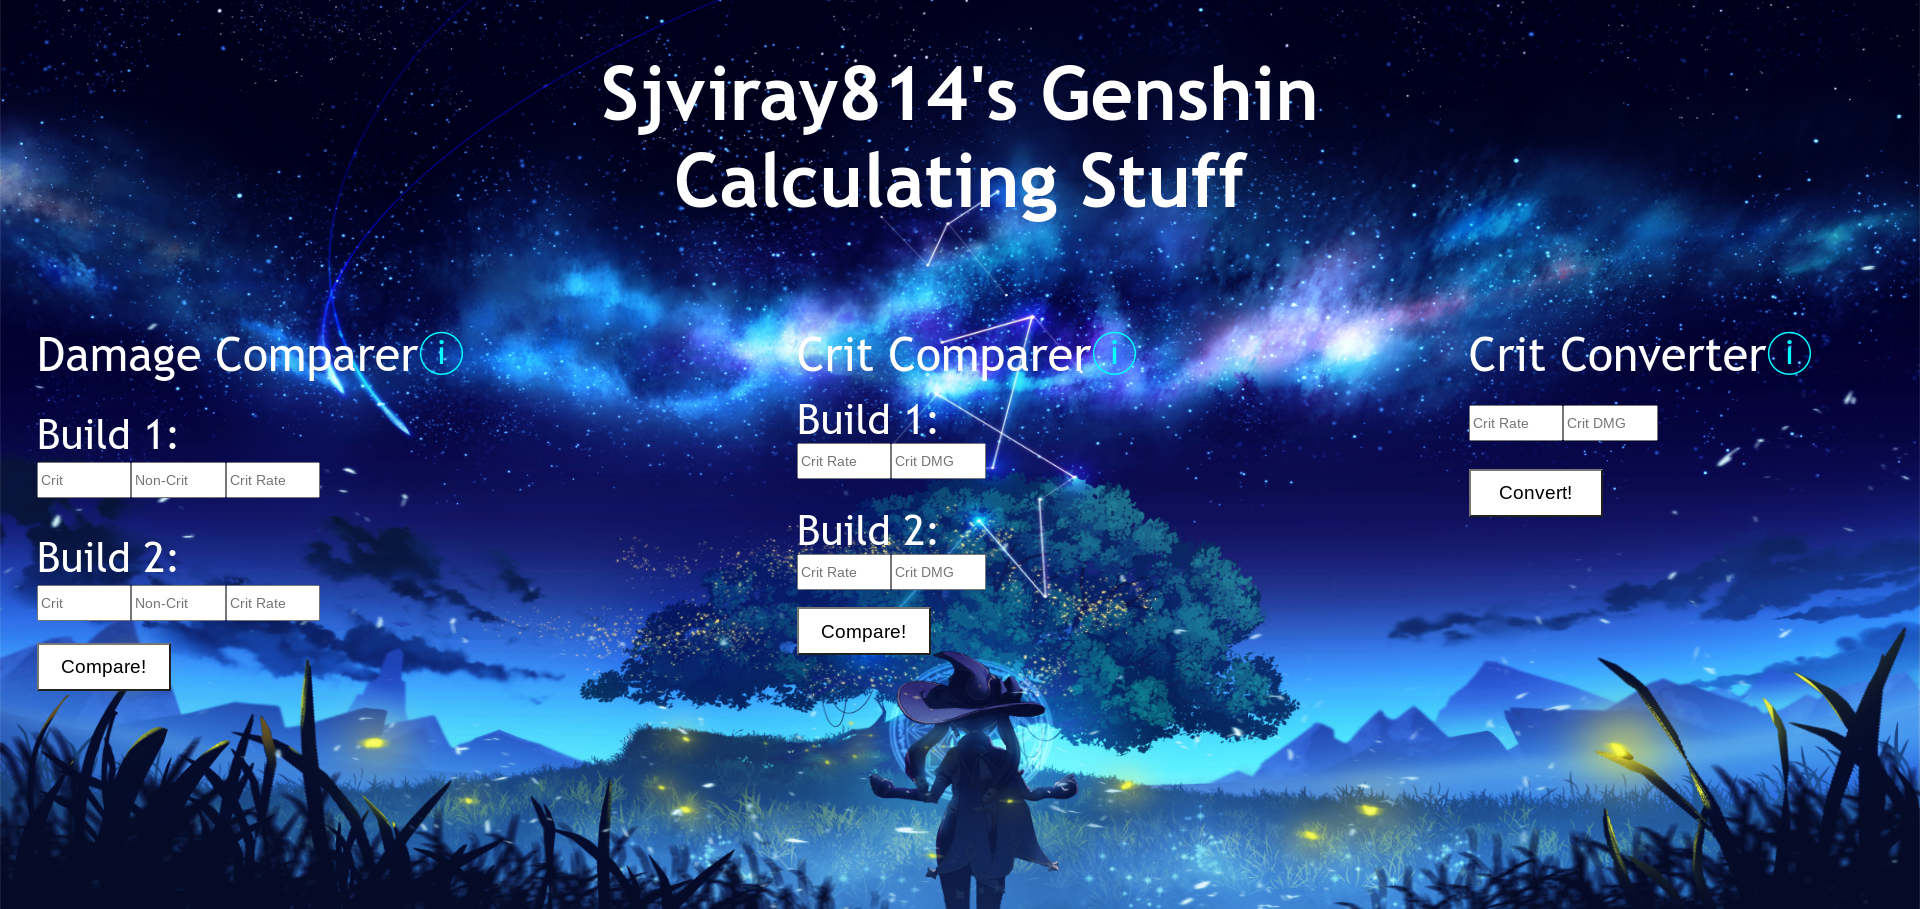 Sjviray814's Genshin
Calculating Stuff
Damage Comparer i
Build 1:
Crit Non-Crit Crit Rate
Build 2:
Crit Non-Crit Crit Rate
Compare!
Crit Comparer i
Build 1:
Crit Rate Crit DMG
Build 2:
Crit Rate Crit DMG
Compare!
Crit Converter i
Crit Rate Crit DMG
Convert!